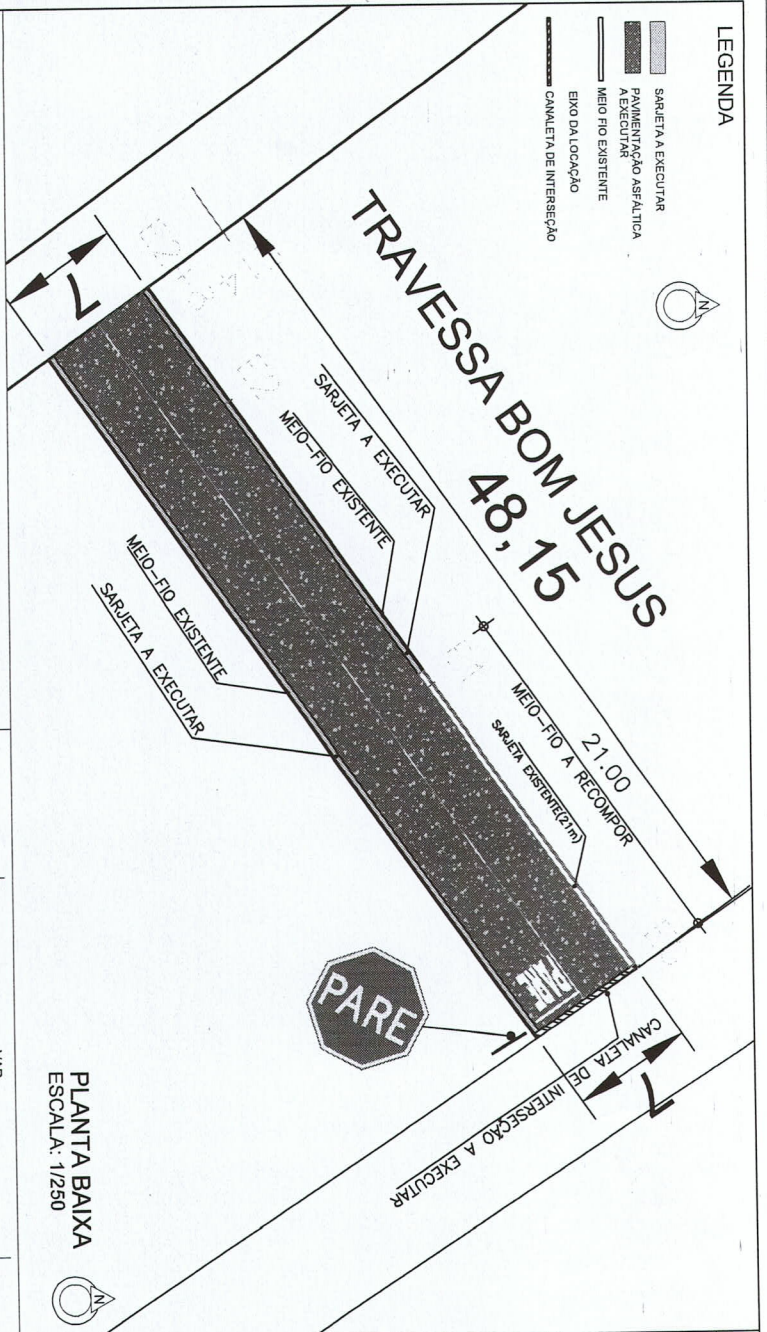 LEGENDA
SARJETA A EXECUTAR
PAVIMENTAÇÃO ASFÁLTICA
A EXECUTAR
MEIO FIO EXISTENTE
EIXO DA LOCAÇÃO
CANALETA DE INTERSEÇÃO
N
TRAVESSA BOM JESUS
48,15
7
SARJETA A EXECUTAR
MEIO-FIO EXISTENTE
21.00
MEIO-FIO A RECOMPOR
SARJETA EXISTENTE(21m)
MEIO-FIO EXISTENTE
SARJETA A EXECUTAR
PARE
PARE
7
CANALETA DE INTERSEÇÃO A EXECUTAR
PLANTA BAIXA
ESCALA: 1/250
N